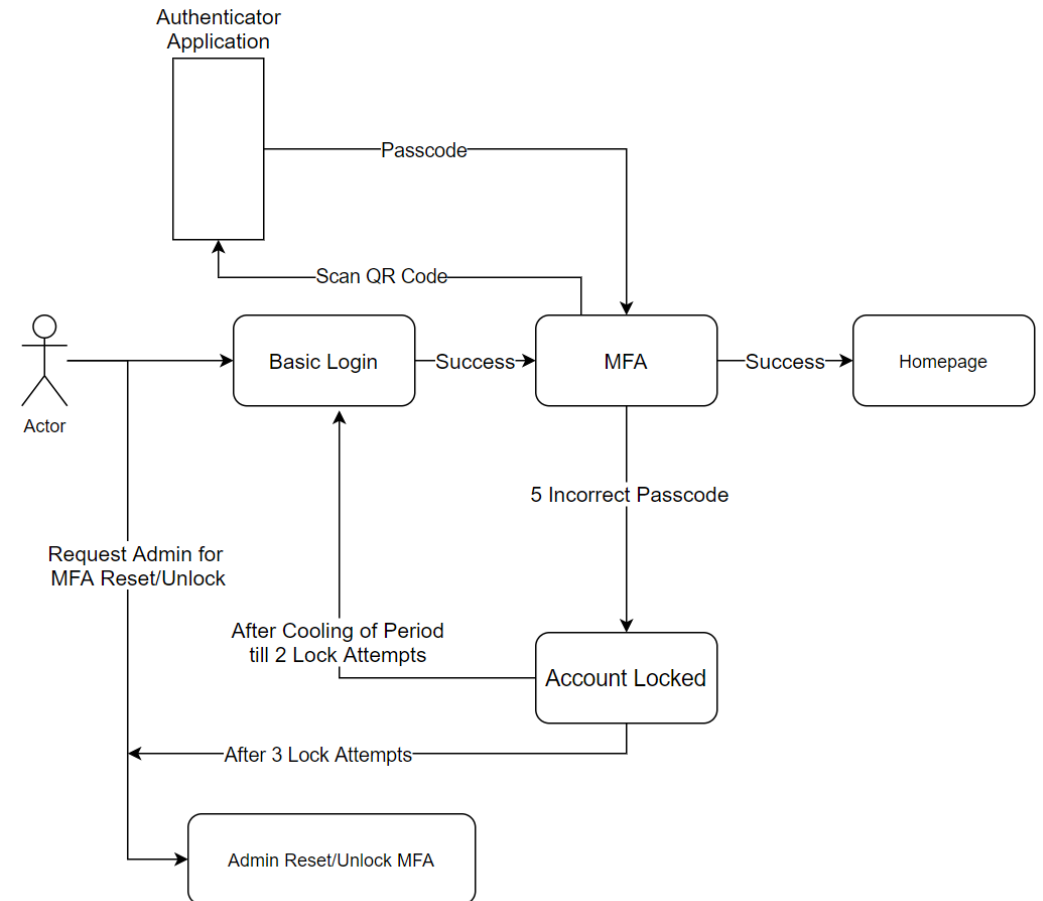 Authenticator
Application
Passcode
Scan QR Code
Basic Login
Success
MFA
Success
Homepage
Actor
5 Incorrect Passcode
Request Admin for
MFA Reset/Unlock
After Cooling of Period
till 2 Lock Attempts
Account Locked
After 3 Lock Attempts
Admin Reset/Unlock MFA